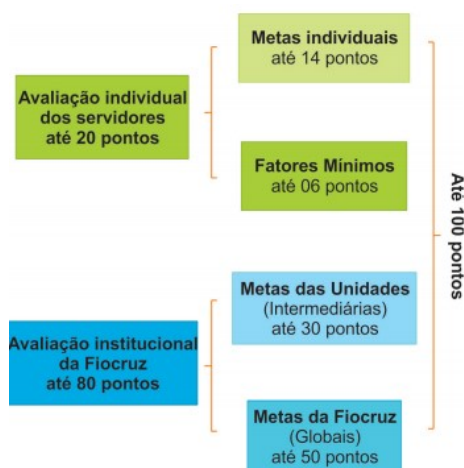 Metas individuais
até 14 pontos
Avaliação individual
dos servidores
até 20 pontos
Fatores Mínimos
até 06 pontos
Metas das Unidades
(Intermediárias)
até 30 pontos
Avaliação institucional
da Fiocruz
até 80 pontos
Metas da Fiocruz
(Globais)
até 50 pontos
Até 100 pontos